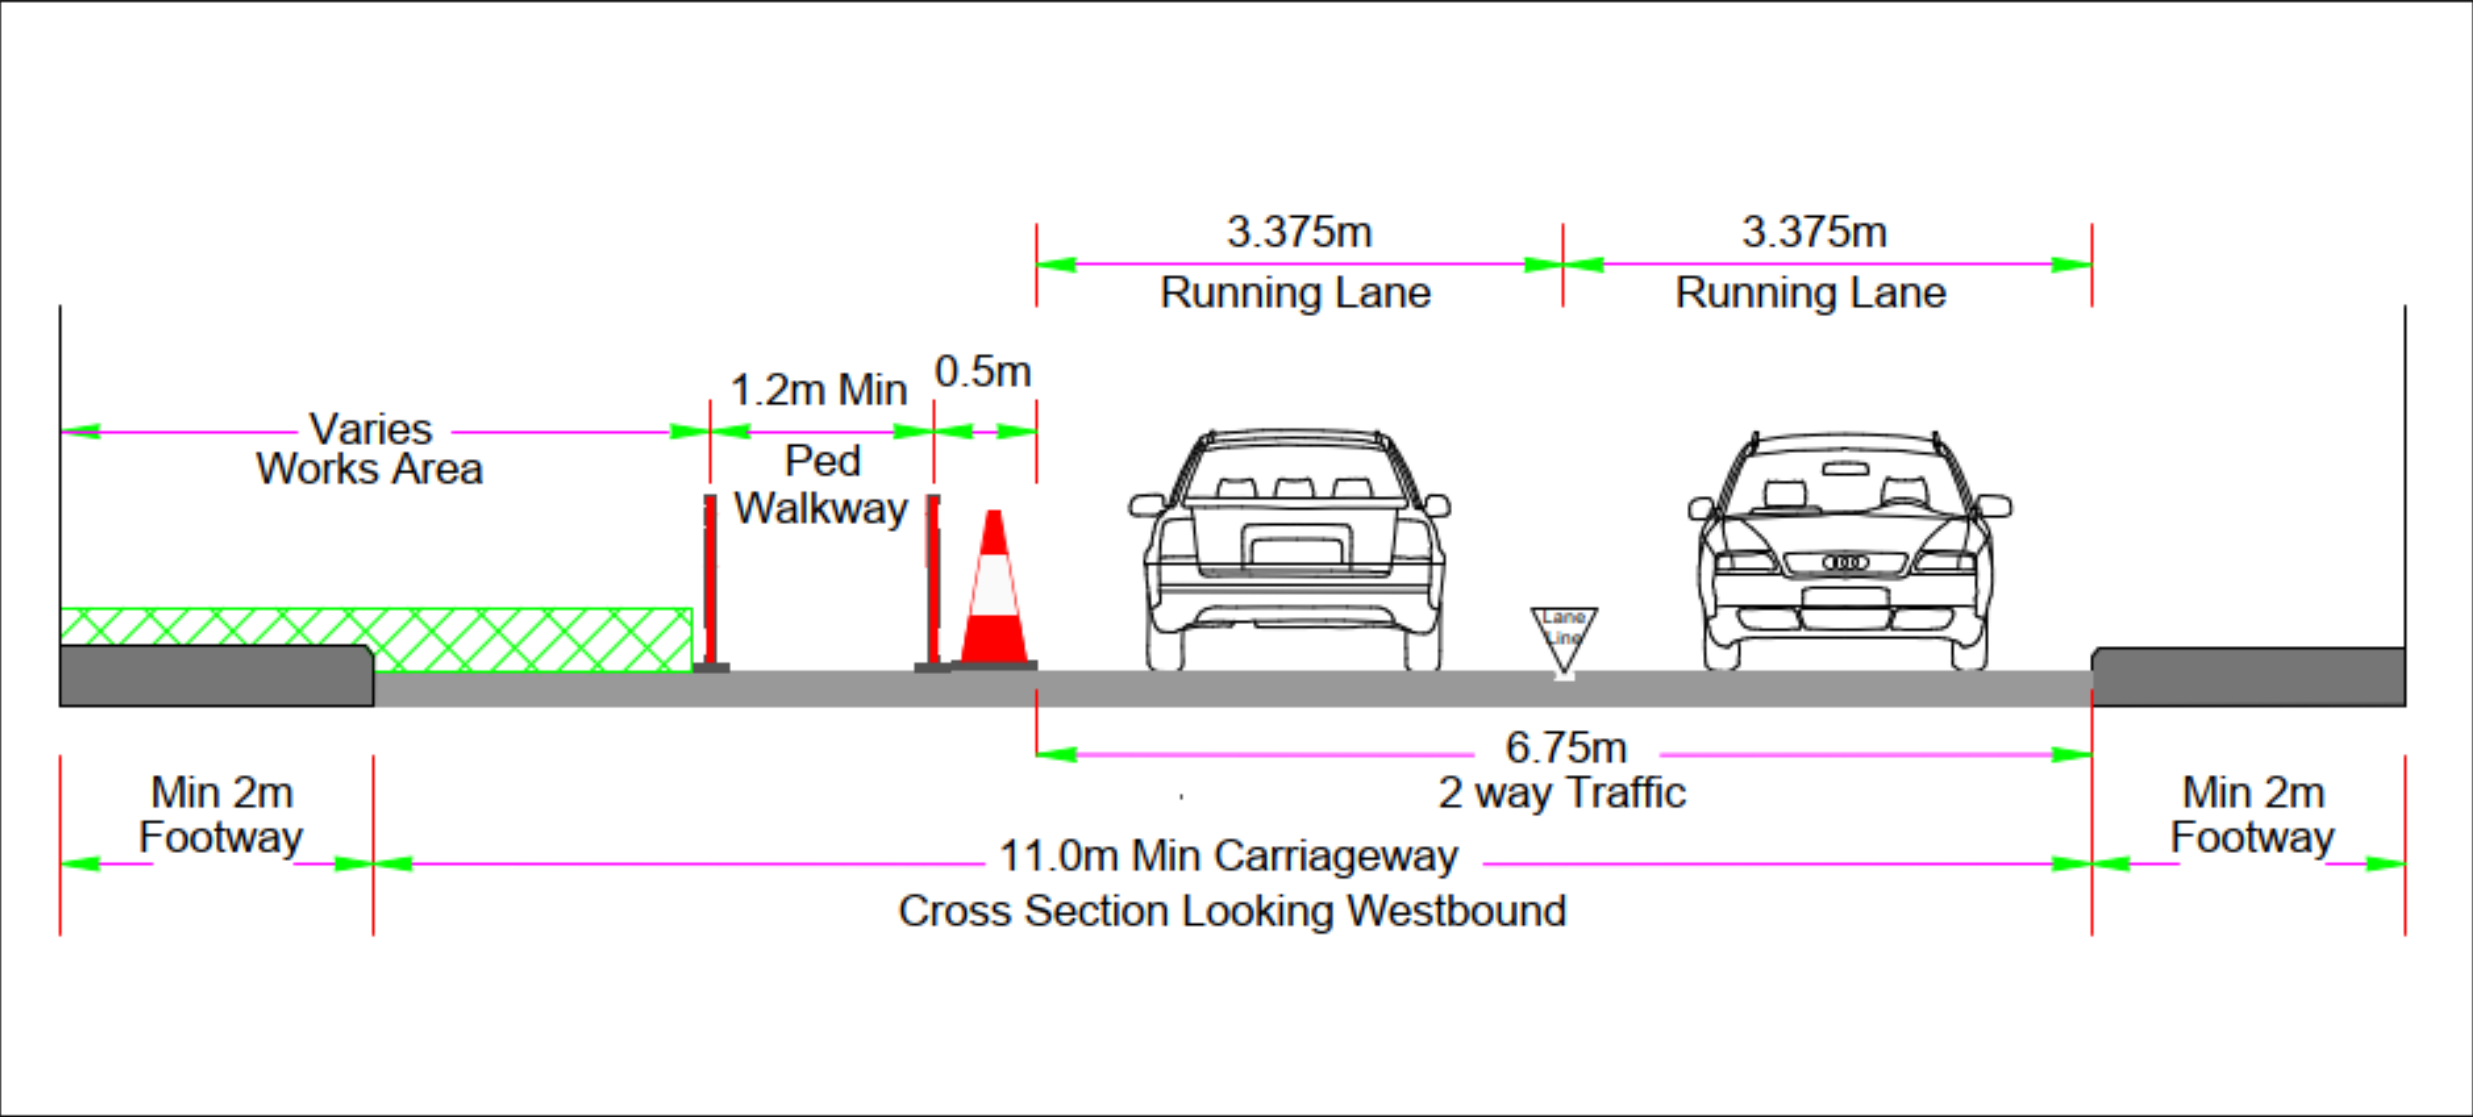 3.375m
Running Lane
3.375m
Running Lane
0.5m
1.2m Min
Ped
Walkway
Varies
Works Area
Lane
Line
6.75m
2 way Traffic
Min 2m
Footway
Min 2m
Footway
11.0m Min Carriageway
Cross Section Looking Westbound